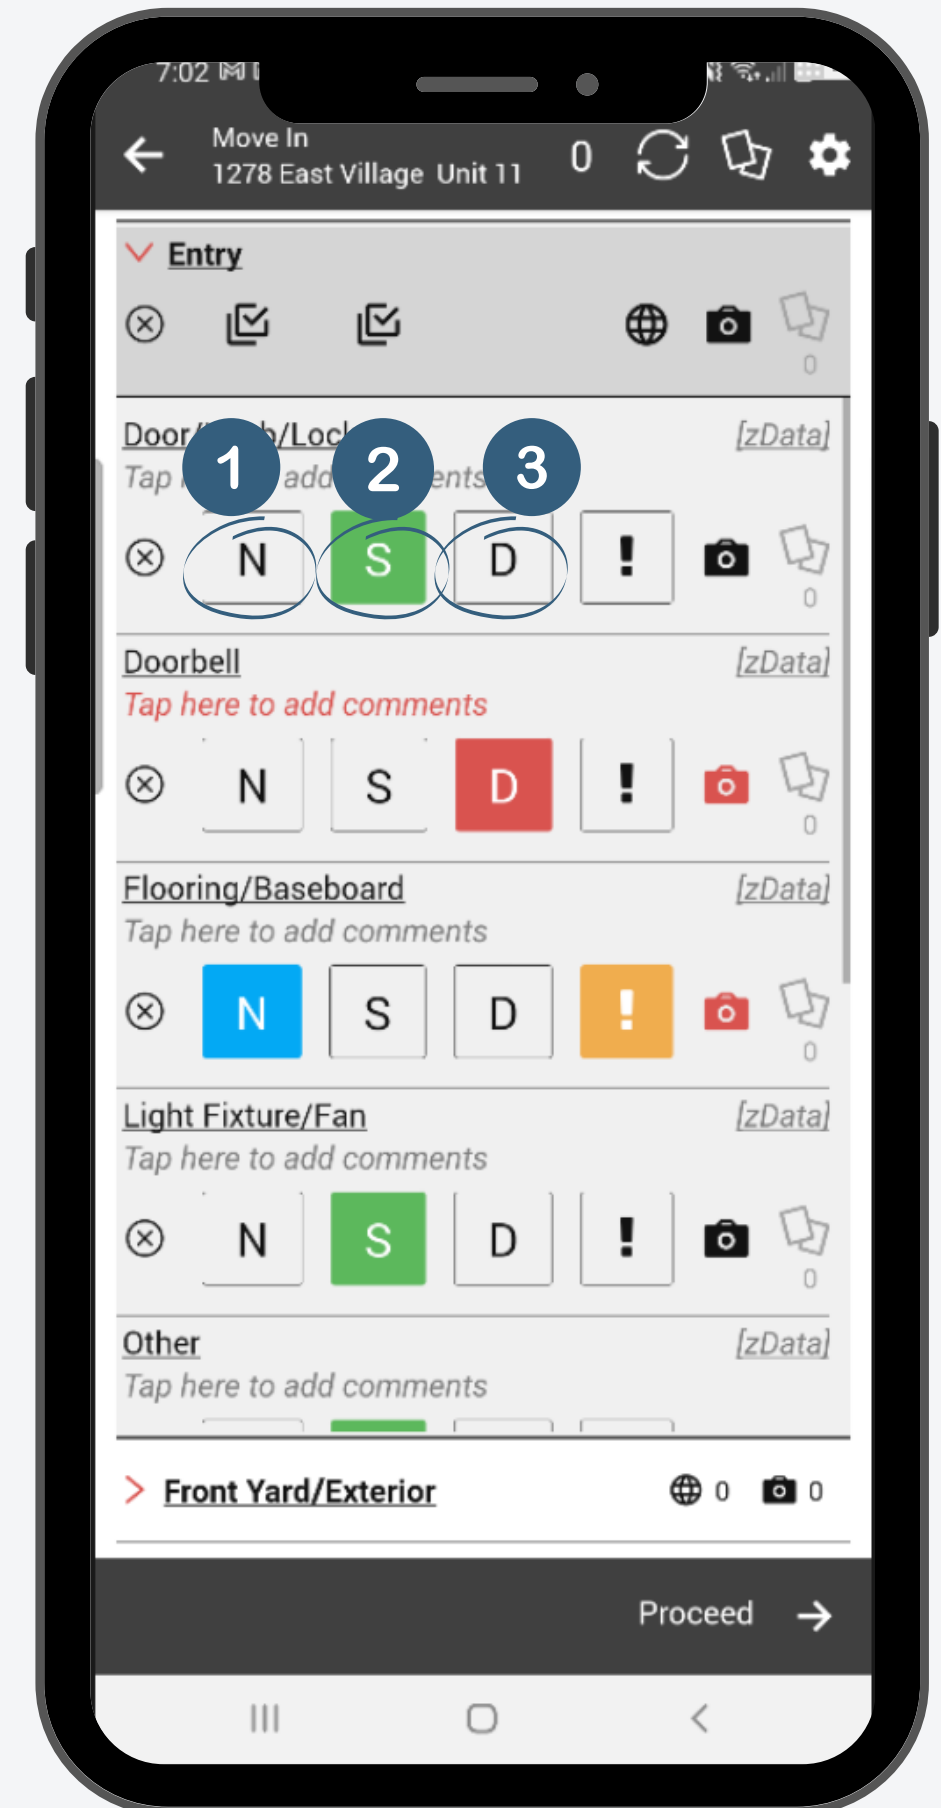 7:02
Move In
1278 East Village Unit 11
0
Entry
0
Door/
/Loc
[zData]
Tap
add
ents
1
2
3
N
S
D
!
0
Doorbell
[zData]
Tap here to add comments
N
S
D
!
0
Flooring/Baseboard
[zData]
Tap here to add comments
N
S
D
!
0
Light Fixture/Fan
[zData]
Tap here to add comments
N
S
D
!
0
Other
[zData]
Tap here to add comments
Front Yard/Exterior
0
0
Proceed